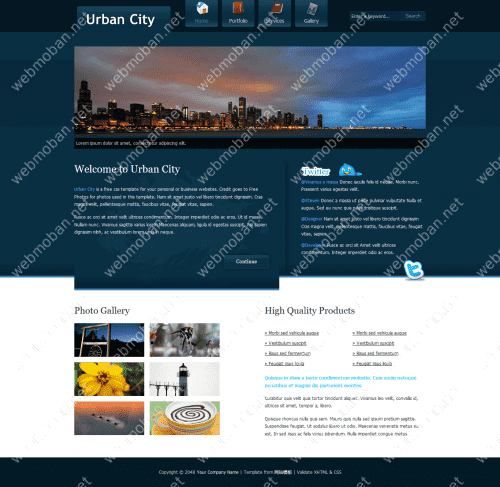 Urban City
Home
Portfolio
Services
Gallery
Enter a keyword...
Search
Lorem ipsum dolor sit amet, consectetur adipiscing elit.
Welcome to Urban City
Urban City is a free css template for your personal or business websites. Credit goes to Free
Photos for photos used in this template. Nam sit amet justo vel libero tincidunt dignissim. Cras
magna velit, pellentesque mattis, faucibus vitae, feugiat vitae, sapien.
Fusce ac orci sit amet velit ultrices condimentum. Integer imperdiet odio ac eros. Ut id massa.
Nullam nunc. Vivamus sagittis varius lorem. Maecenas aliquam, ligula id egestas suscipit,
dignissim nibh, ac vestibulum lorem urna in neque.
Continue
Twitter
@Vivamus a massa Donec iaculis felis id neque. Morbi nunc.
Praesent varius egestas velit.
Donec a massa ut pede pulvinar vulputate. Nulla et
augue. Sed eu nunc quis pede tristique suscipit.
@Designer Nam sit amet justo vel libero tincidunt dignissim.
Cras magna velit, pellentesque mattis, faucibus vitae, feugiat
vitae, sapien.
Fusce ac orci sit Amet velit ultrices
condimentum. Integer imperdiet odio ac eros.
Photo Gallery
High Quality Products
» Morbi sed vehicula augue
» Morbi sed vehicula augue
» Vestibulum suscipit
» Vestibulum suscipit
» Risus sed fermentum
» Risus sed fermentum
» Feugiat risus ligula
» Feugiat risus ligula
Quisque in diam a justo condimentum molestie. Cum sociis natoque
penatibus et magnis dis parturient montes.
Curabitur quis velit quis tortor tincidunt aliquet. Vivamus leo velit, convallis id,
ultrices sit amet, tempor a, libero.
Quisque rhoncus nulla quis sem. Mauris quis nulla sed ipsum pretium sagittis.
Suspendisse feugiat. Ut sodales libero ut odio. Maecenas venenatis metus eu
est. In sed risus ac felis varius bibendum. Nulla imperdiet congue metus.
Copyright © 2048 Your Company Name | Template from 网站模板 | Validate XHTML & CSS
webmoban.net